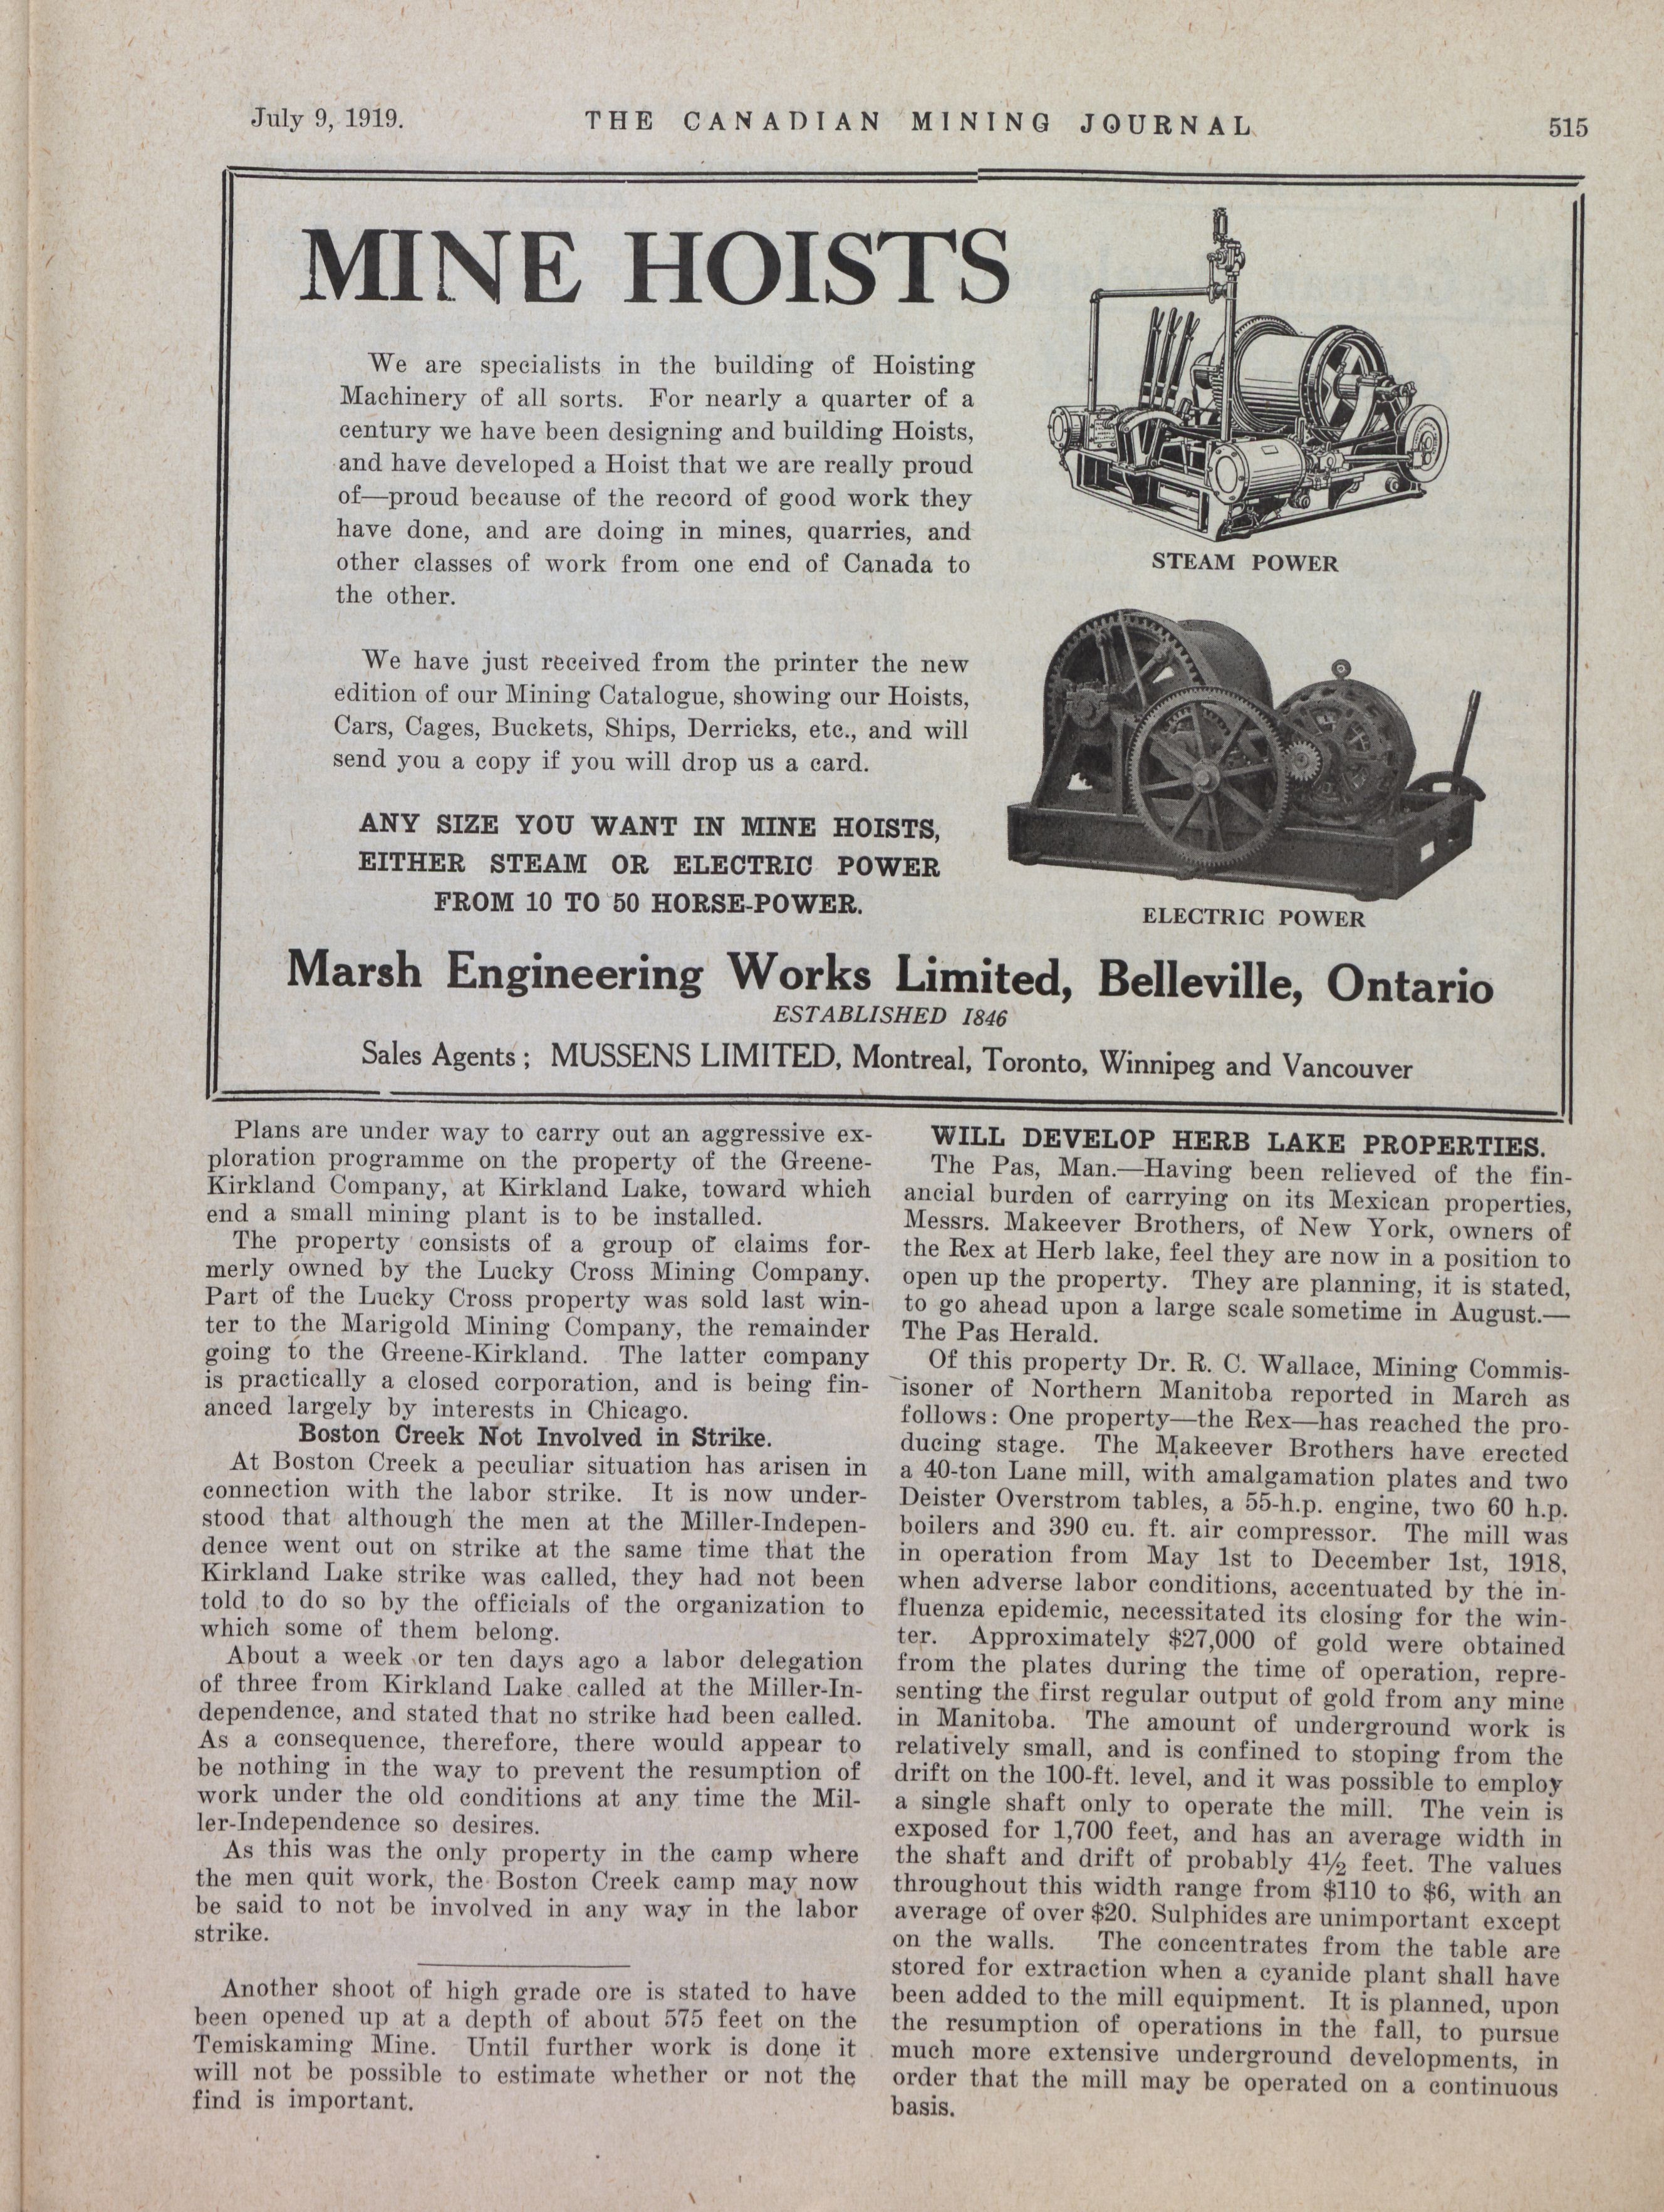 July 9, 1919.
THE CANADIAN MINING JOURNAL
515
MINE HOISTS
We are specialists in the building of Hoisting
Machinery of all sorts. For nearly a quarter of a
century we have been designing and building Hoists,
and have developed a Hoist that we are really proud
of—proud because of the record of good work they
have done, and are doing in mines, quarries, and
other classes of work from one end of Canada to
the other.
We have just received from the printer the new
edition of our Mining Catalogue, showing our Hoists,
Cars, Cages, Buckets, Ships, Derricks, etc., and will
send you a copy if you will drop us a card.
ANY SIZE YOU WANT IN MINE HOISTS,
EITHER STEAM OR ELECTRIC POWER
FROM 10 TO 50 HORSE-POWER.
STEAM POWER
ELECTRIC POWER
Marsh Engineering Works Limited, Belleville, Ontario
ESTABLISHED 1846
Sales Agents; MUSSENS LIMITED, Montreal, Toronto, Winnipeg and Vancouver
Plans are under way to carry out an aggressive ex-
ploration programme on the property of the Greene-
Kirkland Company, at Kirkland Lake, toward which
end a small mining plant is to be installed.
The property consists of a group of claims for-
merly owned by the Lucky Cross Mining Company.
Part of the Lucky Cross property was sold last win-
ter to the Marigold Mining Company, the remainder
going to the Greene-Kirkland. The latter company
is practically a closed corporation, and is being fin-
anced largely by interests in Chicago.
Boston Creek Not Involved in Strike.
At Boston Creek a peculiar situation has arisen in
connection with the labor strike. It is now under-
stood that although the men at the Miller-Indepen-
dence went out on strike at the same time that the
Kirkland Lake strike was called, they had not been
told to do so by the officials of the organization to
which some of them belong.
About a week or ten days ago a labor delegation
of three from Kirkland Lake called at the Miller-In-
dependence, and stated that no strike had been called.
As a consequence, therefore, there would appear to
be nothing in the way to prevent the resumption of
work under the old conditions at any time the Mil-
ler-Independence so desires.
As this was the only property in the camp where
the men quit work, the Boston Creek camp may now
be said to not be involved in any way in the labor
strike.
Another shoot of high grade ore is stated to have
been opened up at a depth of about 575 feet on the
Temiskaming Mine. Until further work is done it
will not be possible to estimate whether or not the
find is important.
WILL DEVELOP HERB LAKE PROPERTIES.
The Pas, Man.—Having been relieved of the fin-
ancial burden of carrying on its Mexican properties,
Messrs. Makeever Brothers, of New York, owners of
the Rex at Herb lake, feel they are now in a position to
open up the property. They are planning, it is stated,
to go ahead upon a large scale sometime in August.—
The Pas Herald.
Of this property Dr. R. C. Wallace, Mining Commis-
isoner of Northern Manitoba reported in March as
follows: One property—the Rex—has reached the pro-
ducing stage. The Makeever Brothers have erected
a 40-ton Lane mill, with amalgamation plates and two
Deister Overstrom tables, a 55-h.p. engine, two 60 h.p.
boilers and 390 cu. ft. air compressor. The mill was
in operation from May 1st to December 1st, 1918,
when adverse labor conditions, accentuated by the in-
fluenza epidemic, necessitated its closing for the win-
ter. Approximately $27,000 of gold were obtained
from the plates during the time of operation, repre-
senting the first regular output of gold from any mine
in Manitoba. The amount of underground work is
relatively small, and is confined to stoping from the
drift on the 100-ft. level, and it was possible to employ
a single shaft only to operate the mill. The vein is
exposed for 1,700 feet, and has an average width in
the shaft and drift of probably 4½ feet. The values
throughout this width range from $110 to $6, with an
average of over $20. Sulphides are unimportant except
on the walls. The concentrates from the table are
stored for extraction when a cyanide plant shall have
been added to the mill equipment. It is planned, upon
the resumption of operations in the fall, to pursue
much more extensive underground developments, in
order that the mill may be operated on a continuous
basis.